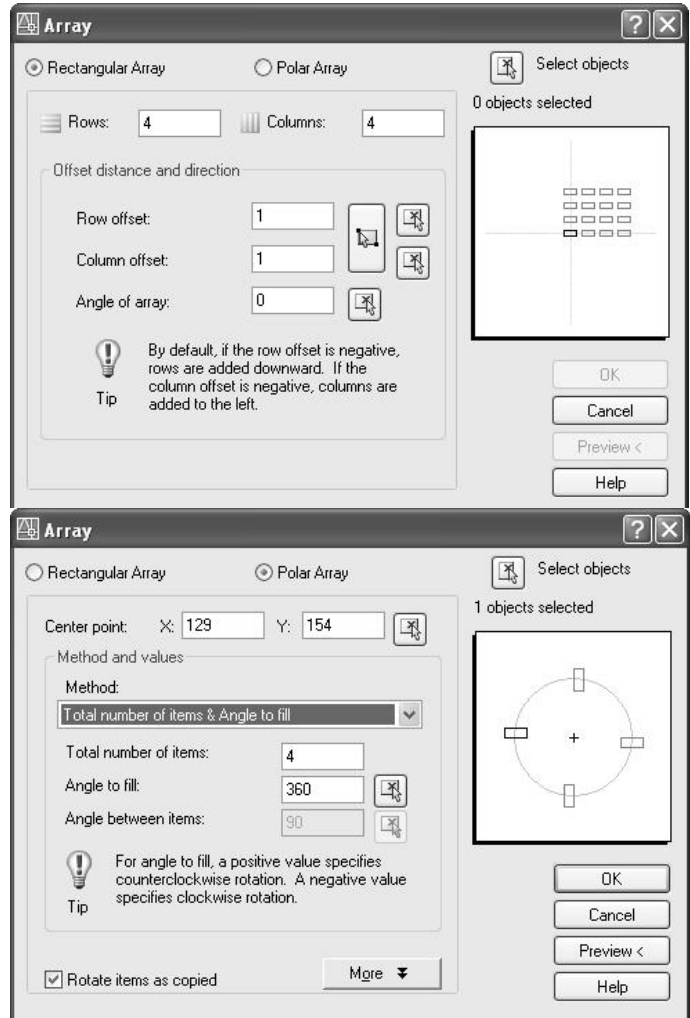 Array
Rectangular Array
Polar Array
Select objects
0 objects selected
Rows: 4
Columns: 4
Offset distance and direction
Row offset: 1
Column offset: 1
Angle of array: 0
Tip
By default, if the row offset is negative,
rows are added downward. If the
column offset is negative, columns are
added to the left.
OK
Cancel
Preview <
Help
Array
Rectangular Array
Polar Array
Select objects
1 objects selected
Center point: X: 129 Y: 154
Method and values
Method:
Total number of items & Angle to fill
Total number of items: 4
Angle to fill: 360
Angle between items: 90
Tip
For angle to fill, a positive value specifies
counterclockwise rotation. A negative value
specifies clockwise rotation.
Rotate items as copied
More
OK
Cancel
Preview <
Help